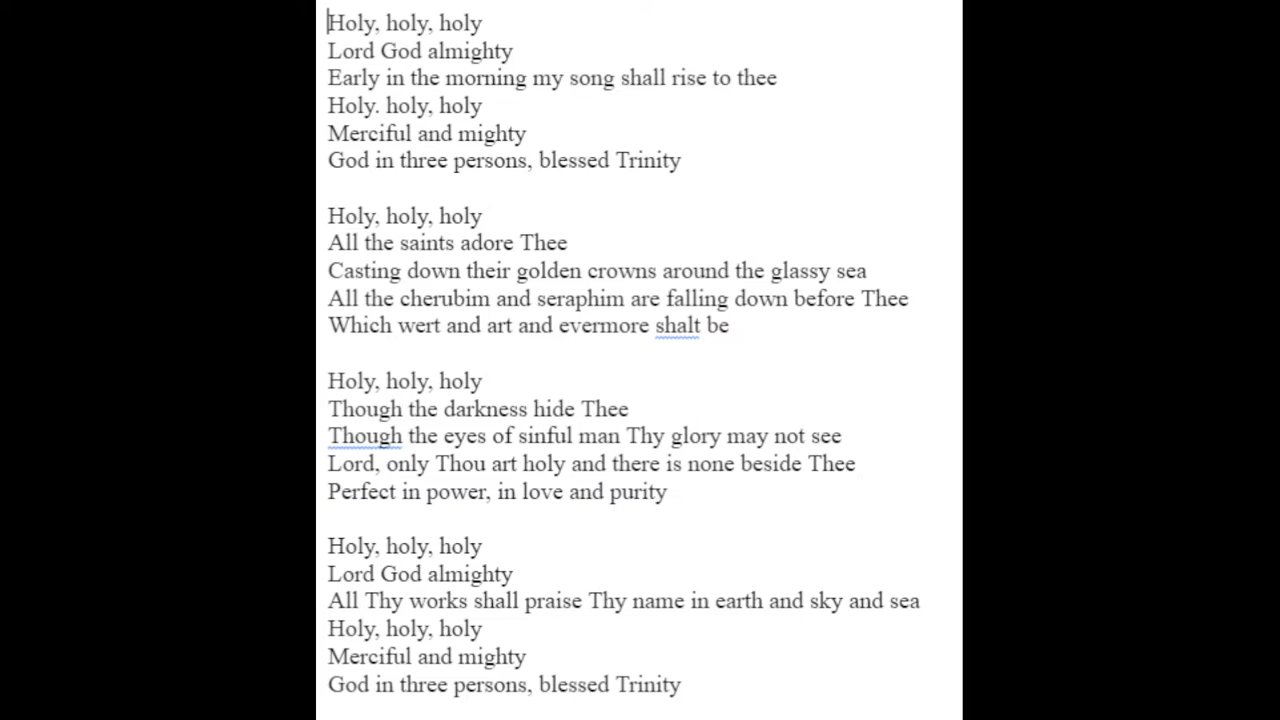 Holy, holy, holy
Lord God almighty
Early in the morning my song shall rise to thee
Holy. holy, holy
Merciful and mighty
God in three persons, blessed Trinity

Holy, holy, holy
All the saints adore Thee
Casting down their golden crowns around the glassy sea
All the cherubim and seraphim are falling down before Thee
Which wert and art and evermore shalt be

Holy, holy, holy
Though the darkness hide Thee
Though the eyes of sinful man Thy glory may not see
Lord, only Thou art holy and there is none beside Thee
Perfect in power, in love and purity

Holy, holy, holy
Lord God almighty
All Thy works shall praise Thy name in earth and sky and sea
Holy, holy, holy
Merciful and mighty
God in three persons, blessed Trinity